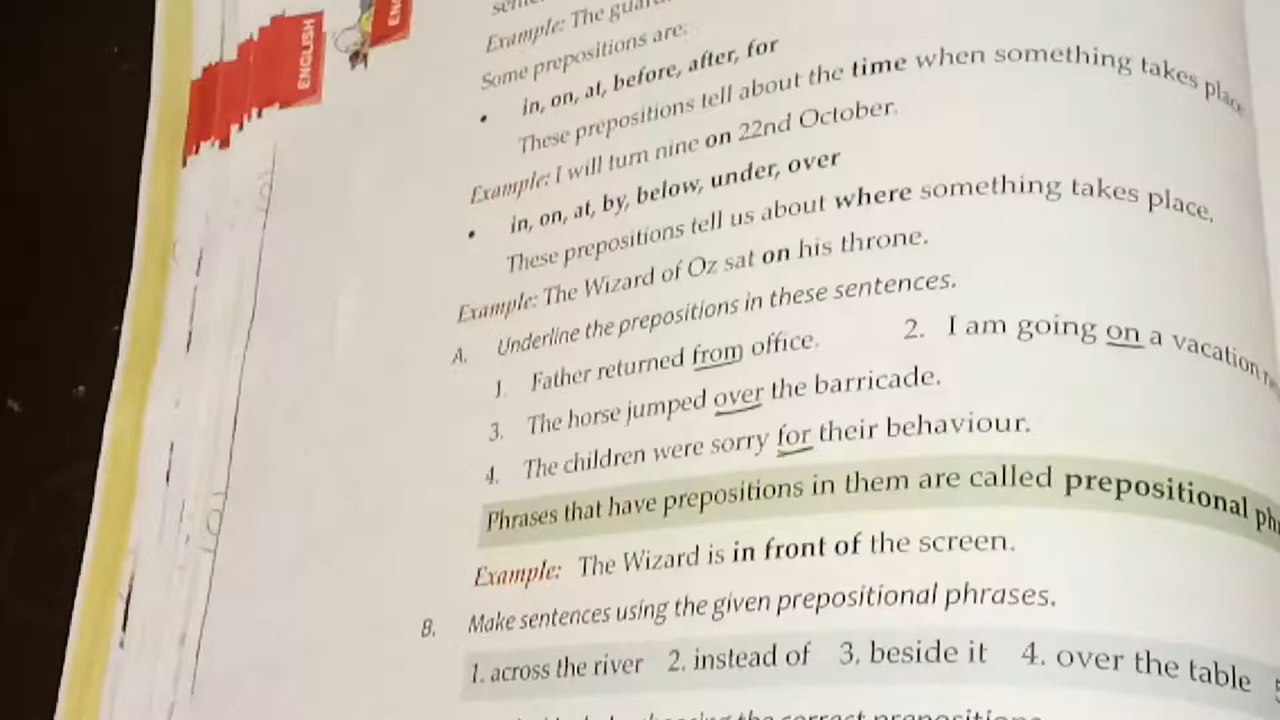 ENGLISH
Example: The
Some prepositions are:
• in, on, at, before, after, for
These prepositions tell about the time when something takes place
Example: I will turn nine on 22nd October.
• in, on, at, by, below, under, over
These prepositions tell us about where something takes place.
Example: The Wizard of Oz sat on his throne.
A. Underline the prepositions in these sentences.
1. Father returned from office. 2. I am going on a vacation
3. The horse jumped over the barricade.
4. The children were sorry for their behaviour.
Phrases that have prepositions in them are called prepositional
Example: The Wizard is in front of the screen.
B. Make sentences using the given prepositional phrases.
1. across the river 2. instead of 3. beside it 4. over the table
the correct prepositions